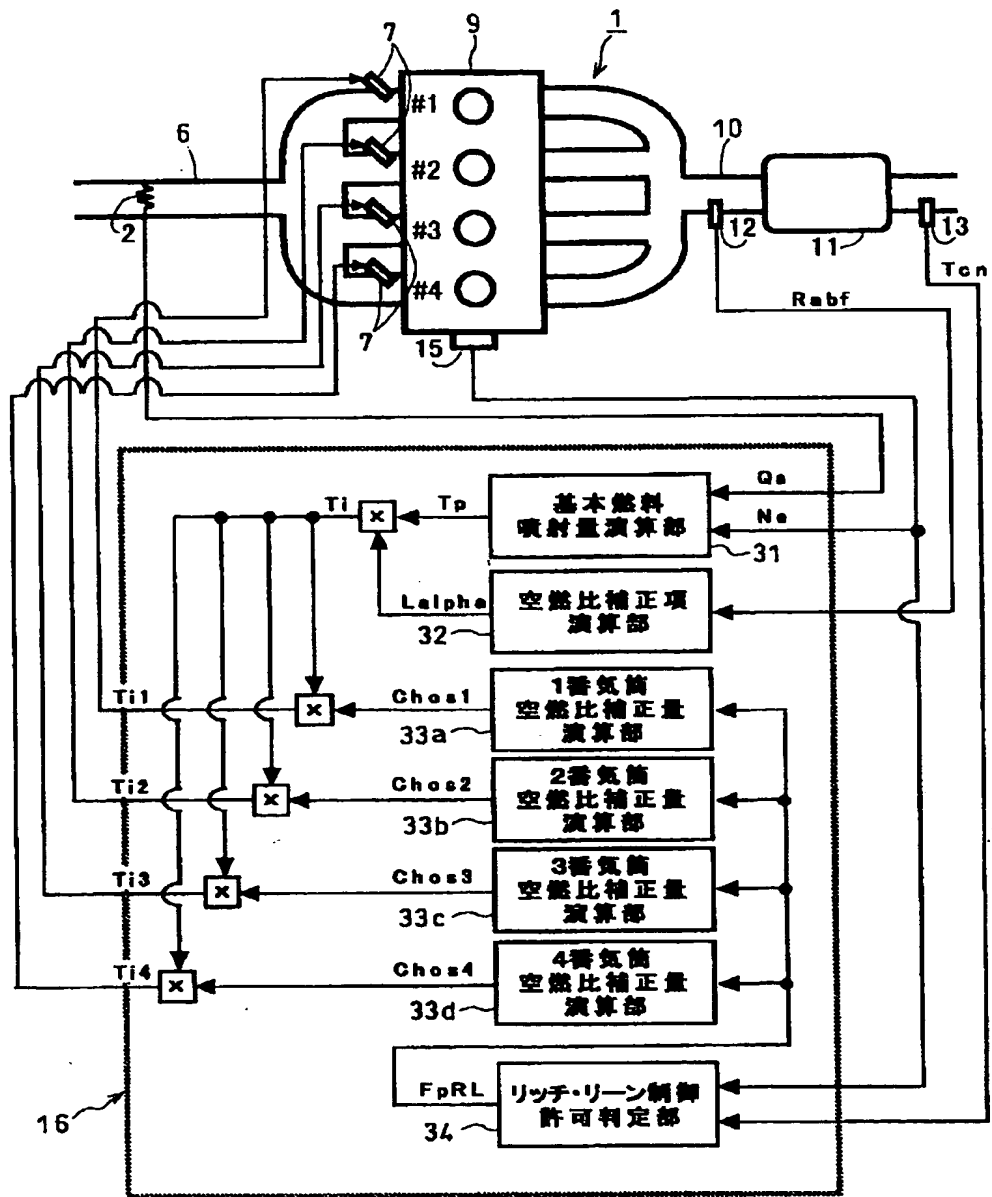 1
7
9
#1
6
#2
10
2
#3
12
11
13
#4
Tcn
Rabf
7
15
Qa
Ti
Tp
基本燃料
噴射量演算部
Ne
31
Lalpha
空燃比補正項
演算部
32
Ti1
Chos1
1番気筒
空燃比補正量
演算部
33a
Ti2
Chos2
2番気筒
空燃比補正量
演算部
33b
Ti3
Chos3
3番気筒
空燃比補正量
演算部
33c
Ti4
Chos4
4番気筒
空燃比補正量
演算部
33d
FpRL
リッチ・リーン制御
許可判定部
34
16
×
×
×
×
×